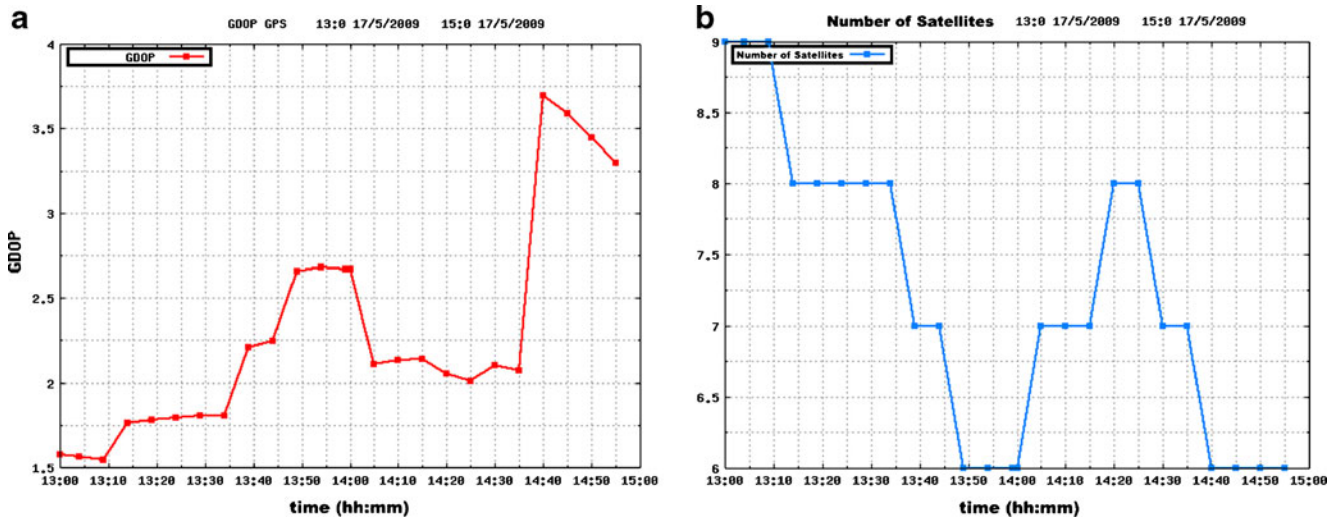 a
GDOP GPS 13:0 17/5/2009 15:0 17/5/2009
GDOP
4
3.5
3
2.5
2
1.5
GDOP
13:00 13:10 13:20 13:30 13:40 13:50 14:00 14:10 14:20 14:30 14:40 14:50 15:00
time (hh:mm)
b
Number of Satellites 13:0 17/5/2009 15:0 17/5/2009
Number of Satellites
9
8.5
8
7.5
7
6.5
6
13:00 13:10 13:20 13:30 13:40 13:50 14:00 14:10 14:20 14:30 14:40 14:50 15:00
time (hh:mm)